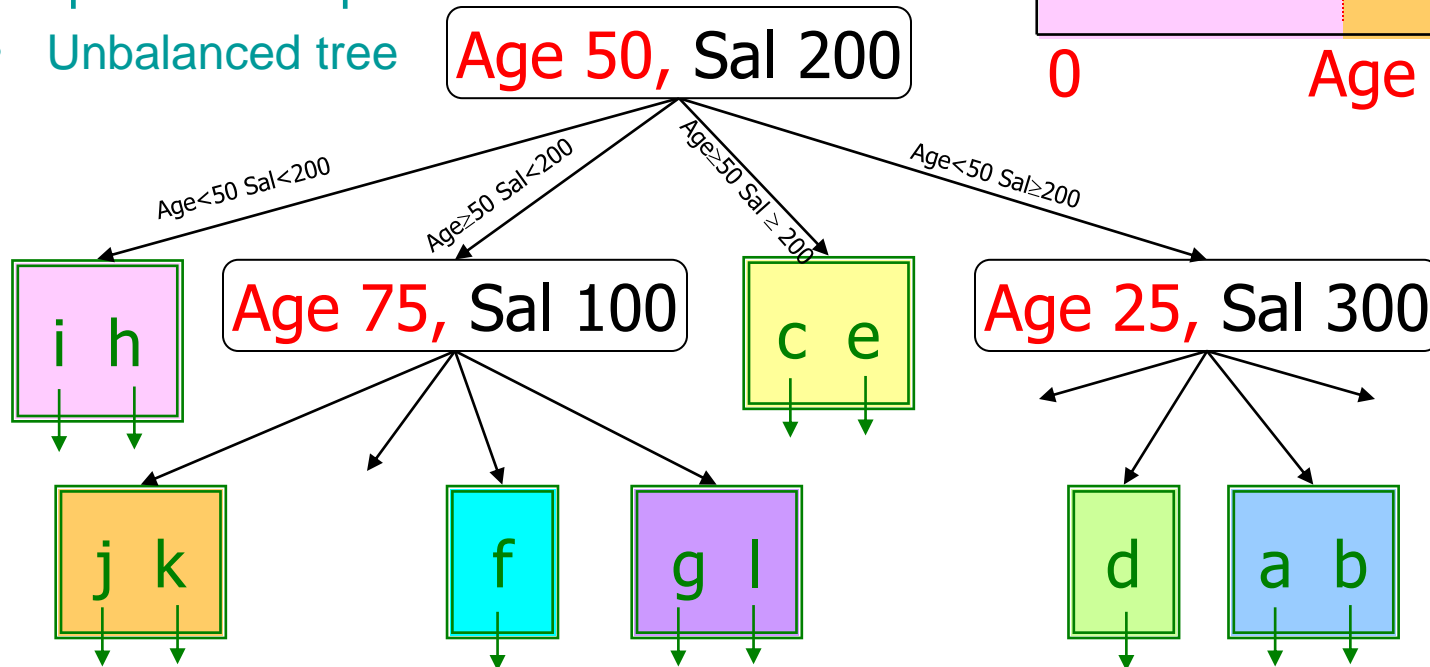 • Unbalanced tree
Age 50, Sal 200
0 Age
Age<50 Sal<200
Age≥50 Sal<200
Age≥50 Sal ≥ 200
Age<50 Sal≥200
i h
Age 75, Sal 100
c e
Age 25, Sal 300
j k
f
g l
d
a b